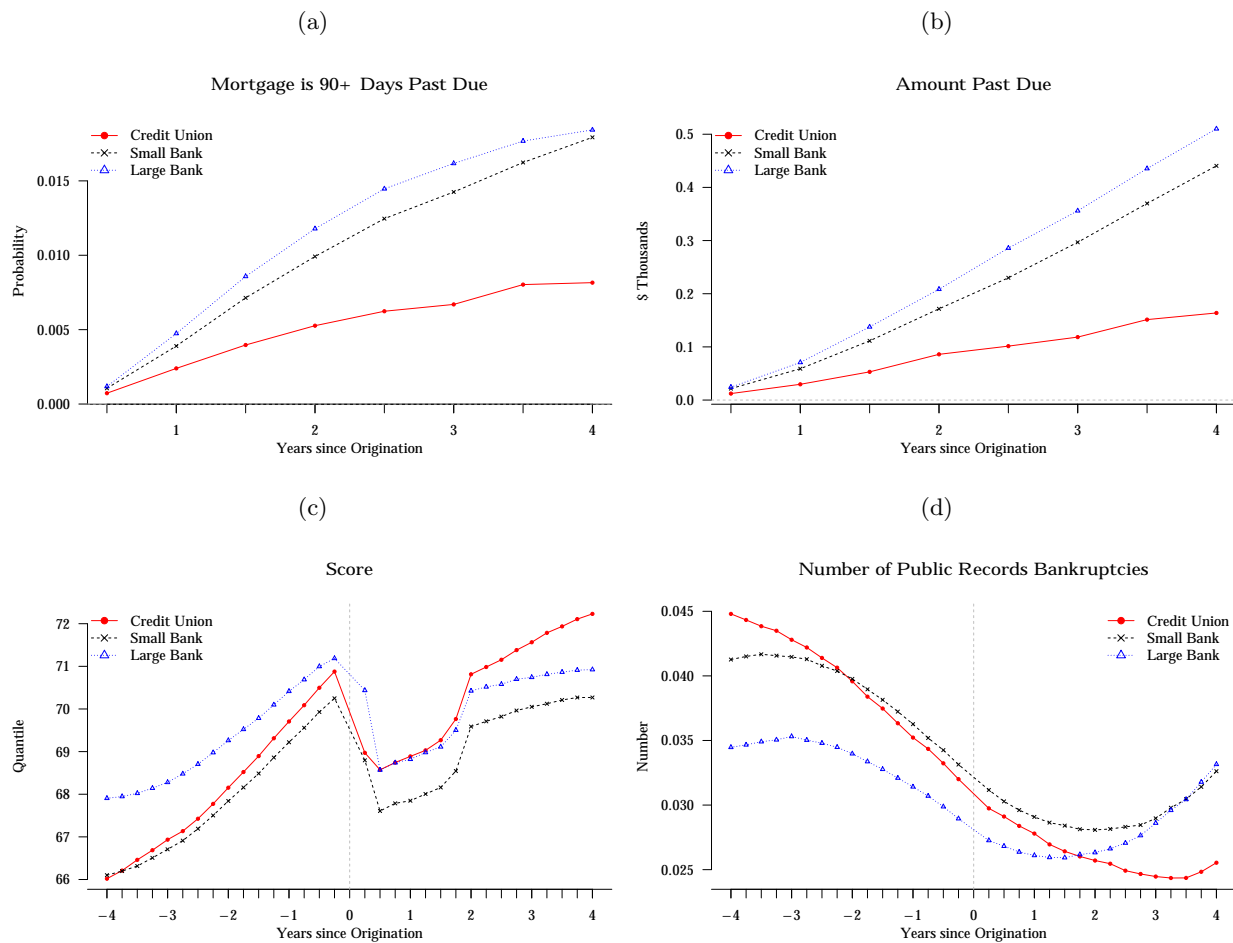 (a)
Mortgage is 90+ Days Past Due
Credit Union
Small Bank
Large Bank
Probability
0.015
0.010
0.005
0.000
1 2 3 4
Years since Origination
(b)
Amount Past Due
Credit Union
Small Bank
Large Bank
$ Thousands
0.5
0.4
0.3
0.2
0.1
0.0
1 2 3 4
Years since Origination
(c)
Score
Credit Union
Small Bank
Large Bank
Quantile
72
71
70
69
68
67
66
−4 −3 −2 −1 0 1 2 3 4
Years since Origination
(d)
Number of Public Records Bankruptcies
Credit Union
Small Bank
Large Bank
Number
0.045
0.040
0.035
0.030
0.025
−4 −3 −2 −1 0 1 2 3 4
Years since Origination